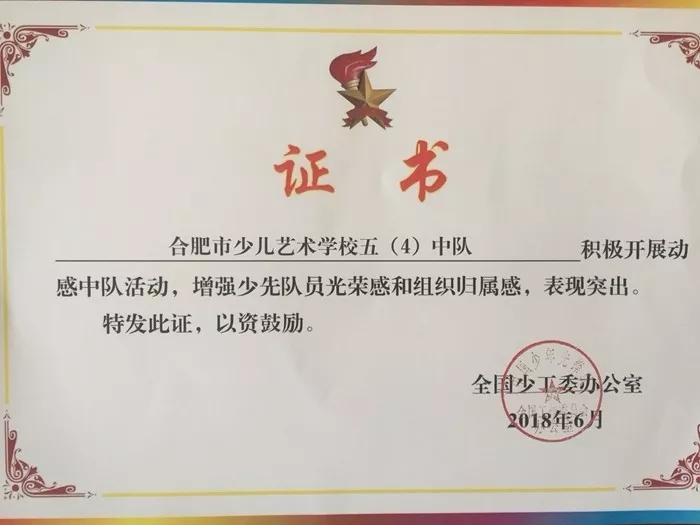 证书
合肥市少儿艺术学校五（4）中队 积极开展动
感中队活动，增强少先队员光荣感和组织归属感，表现突出。
特发此证，以资鼓励。
全国少工委办公室
2018年6月